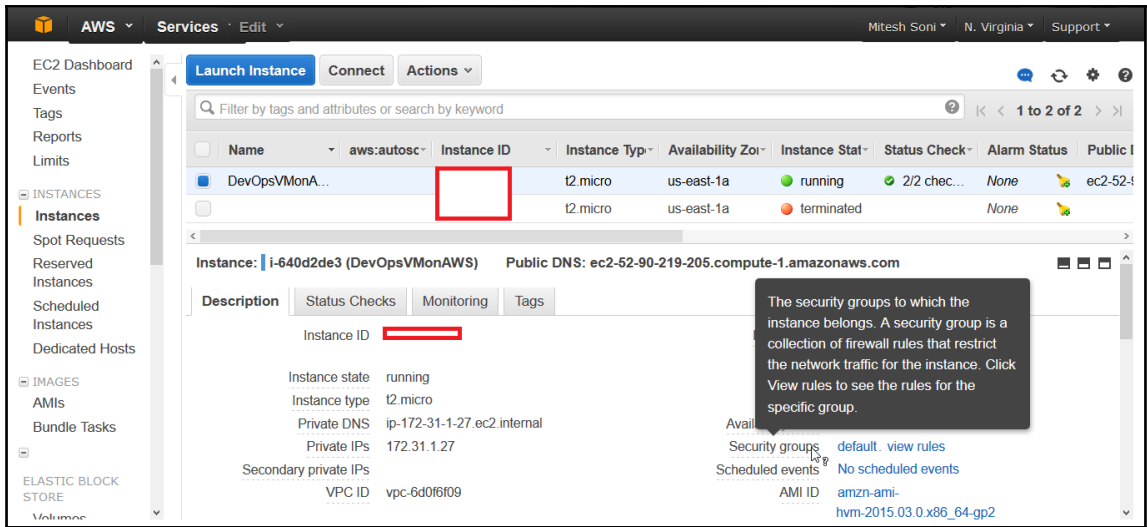 AWS Services Edit Mitesh Soni N. Virginia Support
EC2 Dashboard
Events
Tags
Reports
Limits
INSTANCES
Instances
Spot Requests
Reserved
Instances
Scheduled
Instances
Dedicated Hosts
IMAGES
AMIs
Bundle Tasks
ELASTIC BLOCK
STORE
Volumes
Launch Instance Connect Actions
Filter by tags and attributes or search by keyword 1 to 2 of 2
Name aws:autosc Instance ID Instance Typ Availability Zo Instance Stat Status Check Alarm Status Public
DevOpsVMonA... t2.micro us-east-1a running 2/2 chec... None ec2-52-
t2.micro us-east-1a terminated None
Instance: i-640d2de3 (DevOpsVMonAWS) Public DNS: ec2-52-90-219-205.compute-1.amazonaws.com
Description Status Checks Monitoring Tags
Instance ID
Instance state running
Instance type t2.micro
Private DNS ip-172-31-1-27.ec2.internal
Private IPs 172.31.1.27
Secondary private IPs
VPC ID vpc-6d0f6f09
The security groups to which the
instance belongs. A security group is a
collection of firewall rules that restrict
the network traffic for the instance. Click
View rules to see the rules for the
specific group.
Security groups default. view rules
Scheduled events No scheduled events
AMI ID amzn-ami-
hvm-2015.03.0.x86_64-gp2